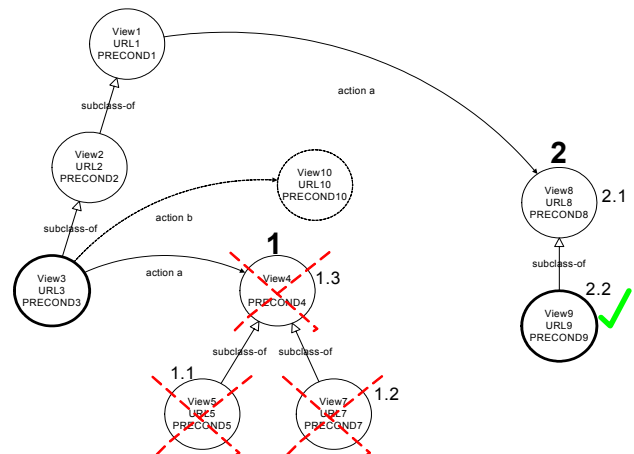 View1
URL1
PRECOND1
subclass-of
action a
View2
URL2
PRECOND2
2
View10
URL10
PRECOND10
View8
URL8
PRECOND8
2.1
subclass-of
action b
1
View3
URL3
PRECOND3
action a
View4
PRECOND4
1.3
subclass-of
2.2
View9
URL9
PRECOND9
subclass-of
subclass-of
1.1
View5
URL5
PRECOND5
View7
URL7
PRECOND7
1.2